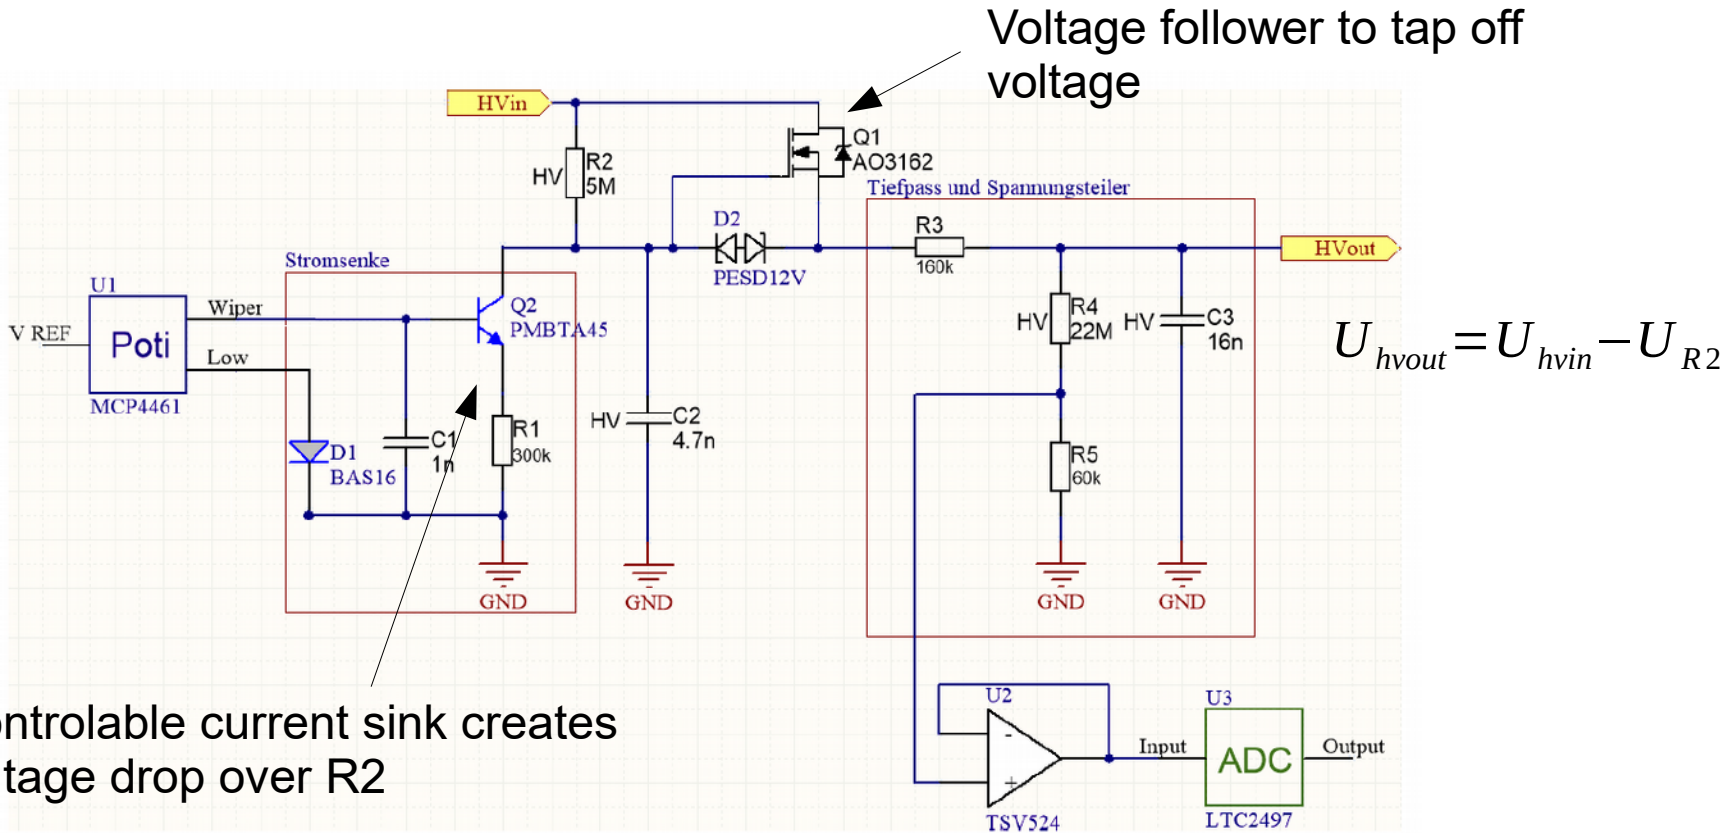 Voltage follower to tap off
voltage
HVin
R2
HV
5M
Q1
AO3162
Tiefpass und Spannungsteiler
D2
PESD12V
R3
160k
HVout
Stromsenke
U1
Wiper
V REF
Poti
Low
MCP4461
Q2
PMBTA45
R4
HV
22M
HV
C3
16n
U hvout = U hvin − U R2
D1
BAS16
C1
1n
R1
300k
HV
C2
4.7n
R5
60k
GND
GND
GND
GND
ntrolable current sink creates
tage drop over R2
U2
-
+
TSV524
Input
U3
ADC
Output
LTC2497